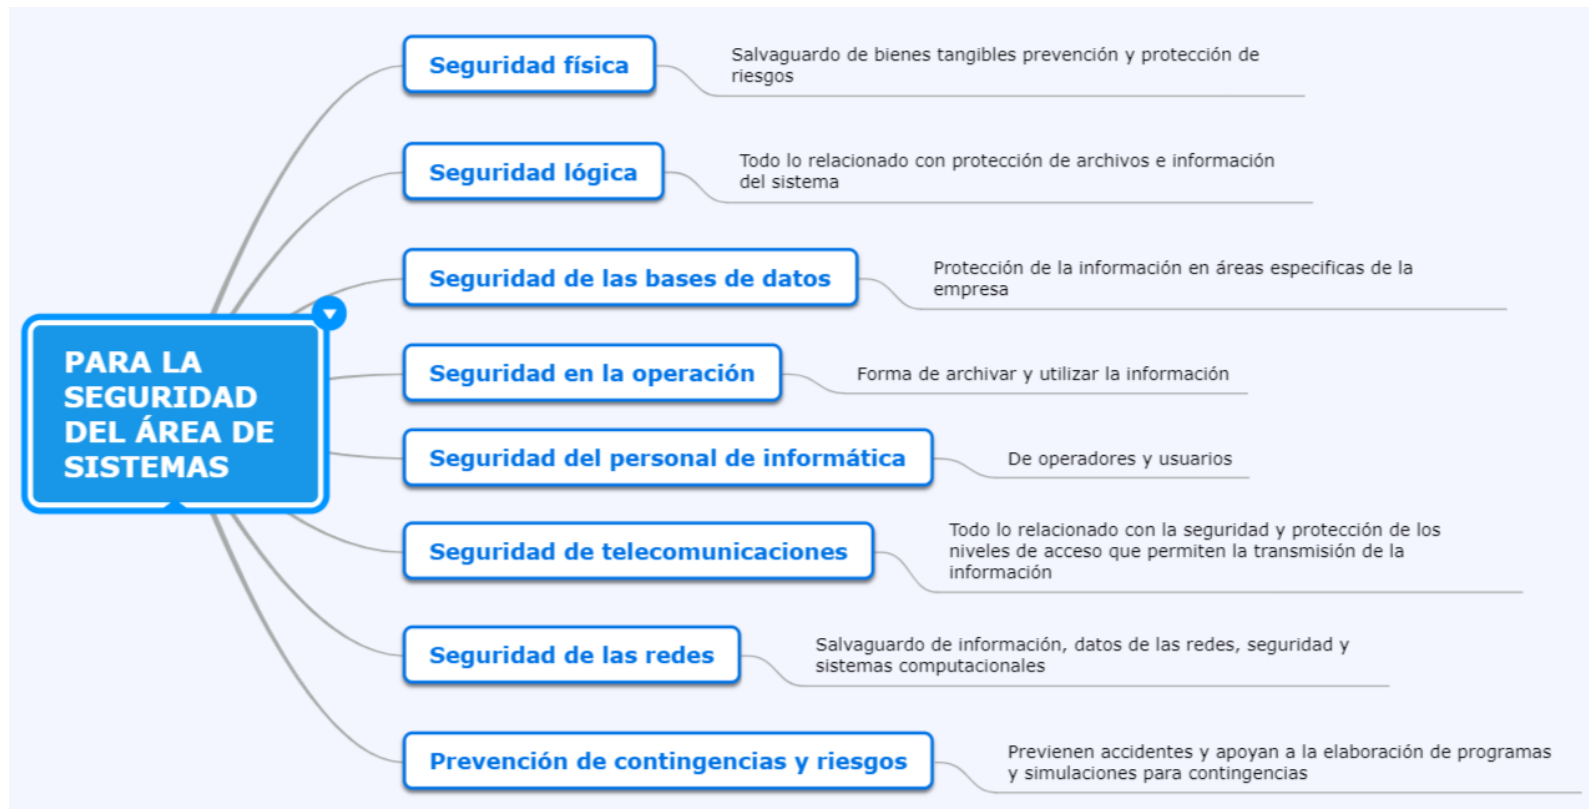 PARA LA
SEGURIDAD
DEL ÁREA DE
SISTEMAS
Seguridad física
Salvaguardo de bienes tangibles prevención y protección de
riesgos
Seguridad lógica
Todo lo relacionado con protección de archivos e información
del sistema
Seguridad de las bases de datos
Protección de la información en áreas especificas de la
empresa
Seguridad en la operación
Forma de archivar y utilizar la información
Seguridad del personal de informática
De operadores y usuarios
Seguridad de telecomunicaciones
Todo lo relacionado con la seguridad y protección de los
niveles de acceso que permiten la transmisión de la
información
Seguridad de las redes
Salvaguardo de información, datos de las redes, seguridad y
sistemas computacionales
Prevención de contingencias y riesgos
Previenen accidentes y apoyan a la elaboración de programas
y simulaciones para contingencias